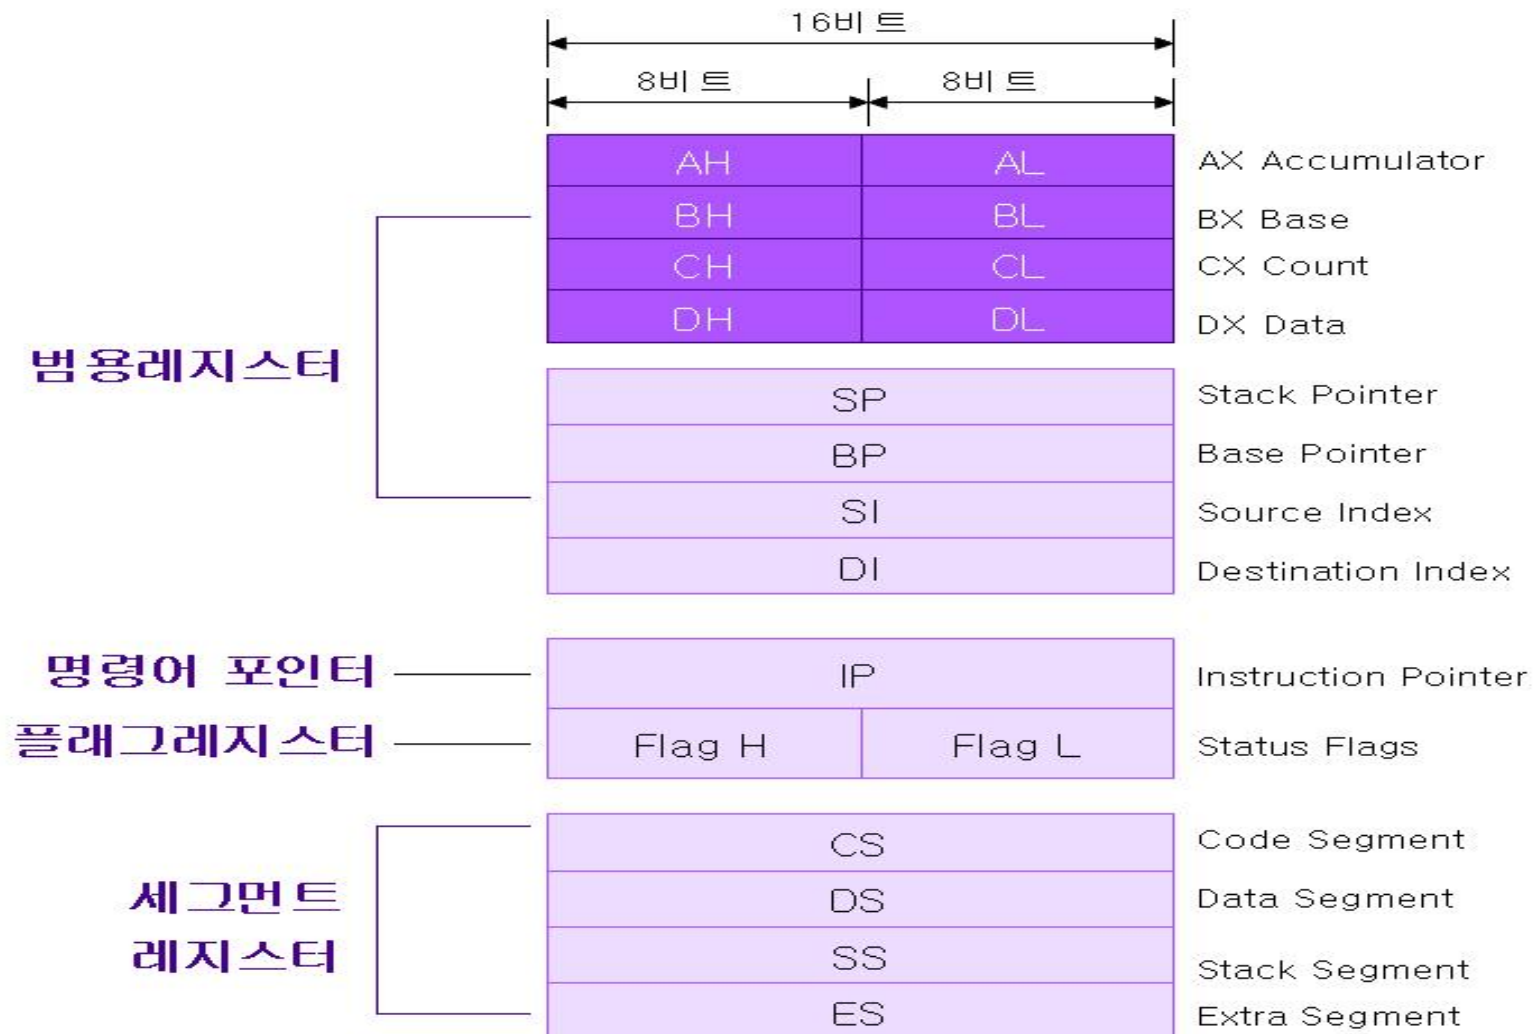 16비트
8비트 8비트
AH AL AX Accumulator
BH BL BX Base
CH CL CX Count
DH DL DX Data
범용레지스터
SP Stack Pointer
BP Base Pointer
SI Source Index
DI Destination Index
명령어 포인터 IP Instruction Pointer
플래그레지스터 Flag H Flag L Status Flags
CS Code Segment
세그먼트
레지스터
DS Data Segment
SS Stack Segment
ES Extra Segment